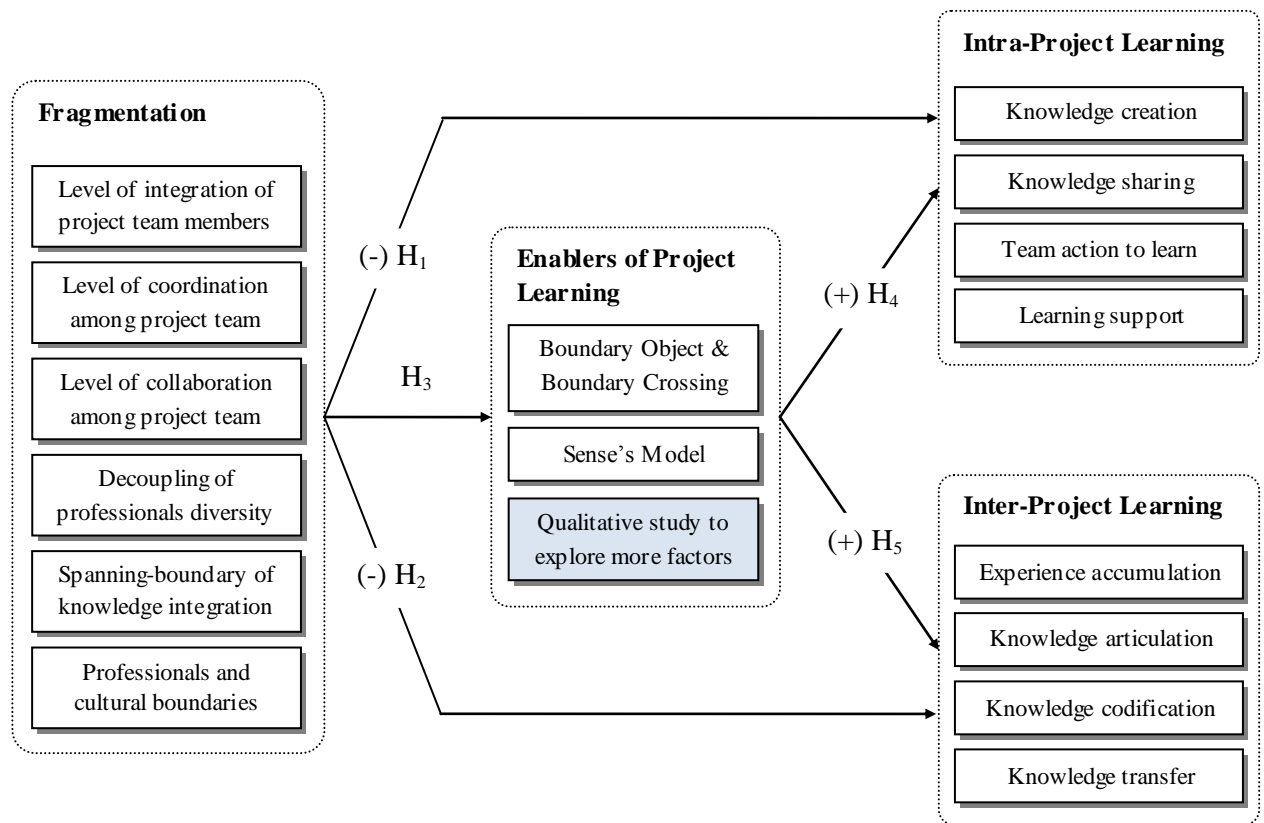 Fragmentation
Level of integration of
project team members
Level of coordination
among project team
Level of collaboration
among project team
Decoupling of
professionals diversity
Spanning-boundary of
knowledge integration
Professionals and
cultural boundaries
(-) H1
H3
(-) H2
Enablers of Project
Learning
Boundary Object &
Boundary Crossing
Sense's Model
Qualitative study to
explore more factors
(+) H4
(+) H5
Intra-Project Learning
Knowledge creation
Knowledge sharing
Team action to learn
Learning support
Inter-Project Learning
Experience accumulation
Knowledge articulation
Knowledge codification
Knowledge transfer